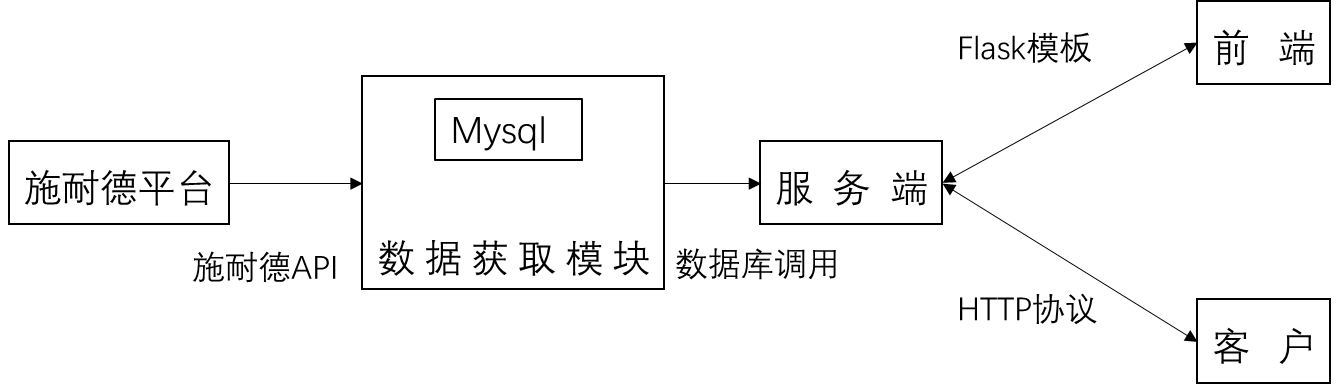 施耐德平台
施耐德API
Mysql
数据获取模块
数据库调用
服务端
Flask模板
前端
HTTP协议
客户